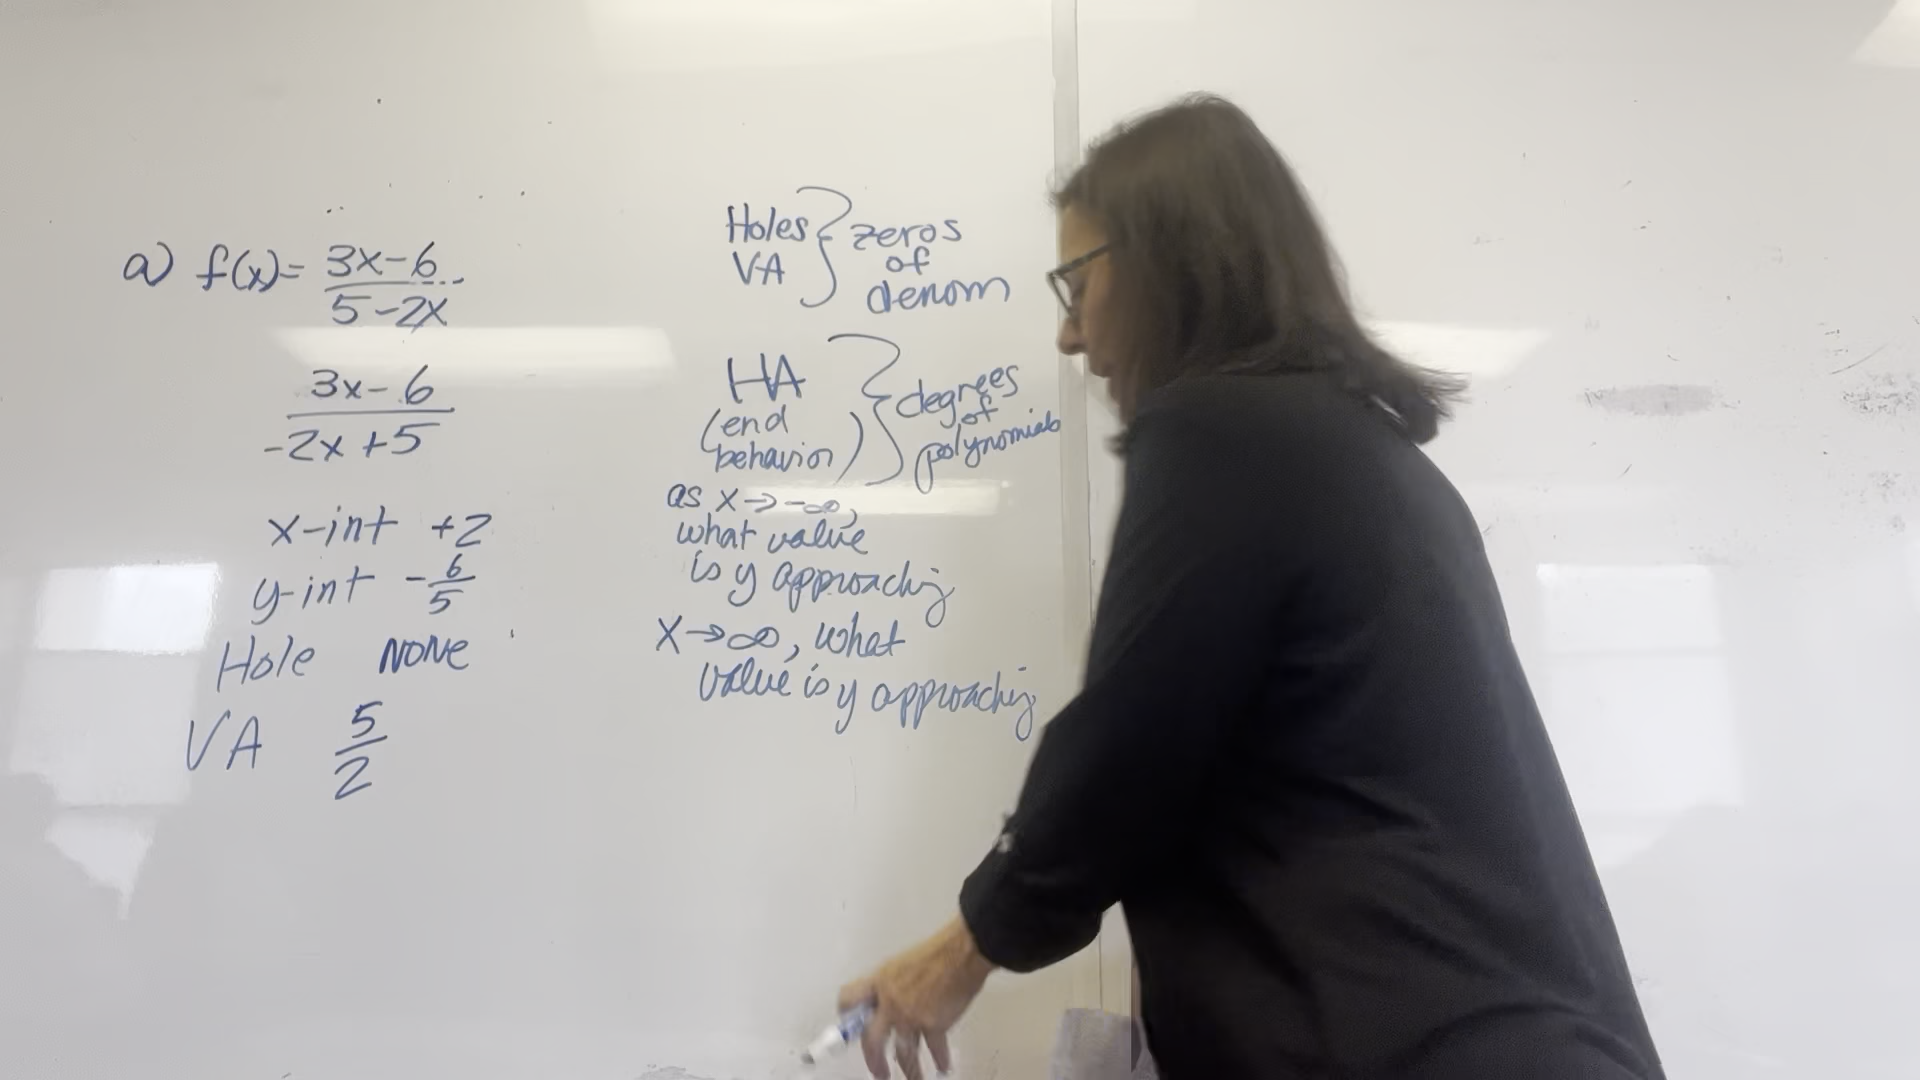 a) f(x) = 3x-6
5-2x
3x-6
-2x+5
x-int +2
y-int -6/5
Hole NONE
VA 5/2
Holes
VA
zeros
of
denom
HA
(end
behavior)
degrees
of
polynomials
as x→-∞,
what value
is y approaching
x→∞, what
value is y approaching